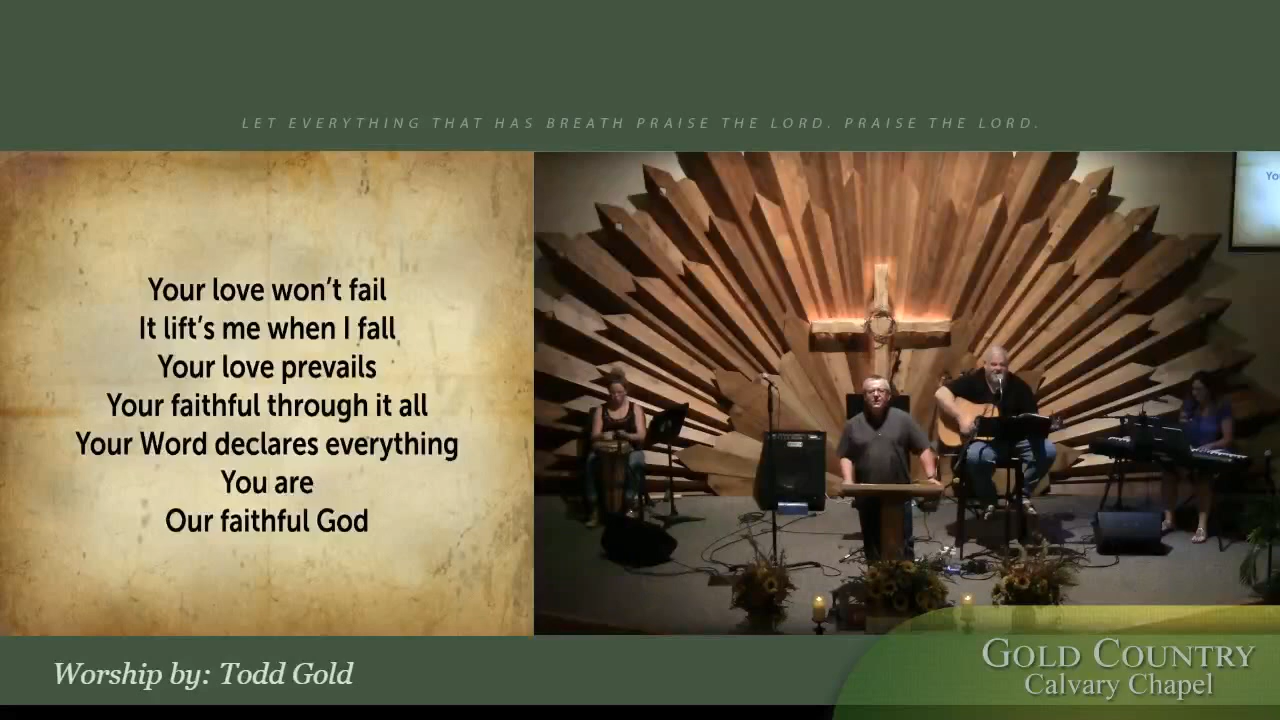 LET EVERYTHING THAT HAS BREATH PRAISE THE LORD. PRAISE THE LORD.
Your love won't fail
It lift's me when I fall
Your love prevails
Your faithful through it all
Your Word declares everything
You are
Our faithful God
Yo
Worship by: Todd Gold
GOLD COUNTRY
Calvary Chapel